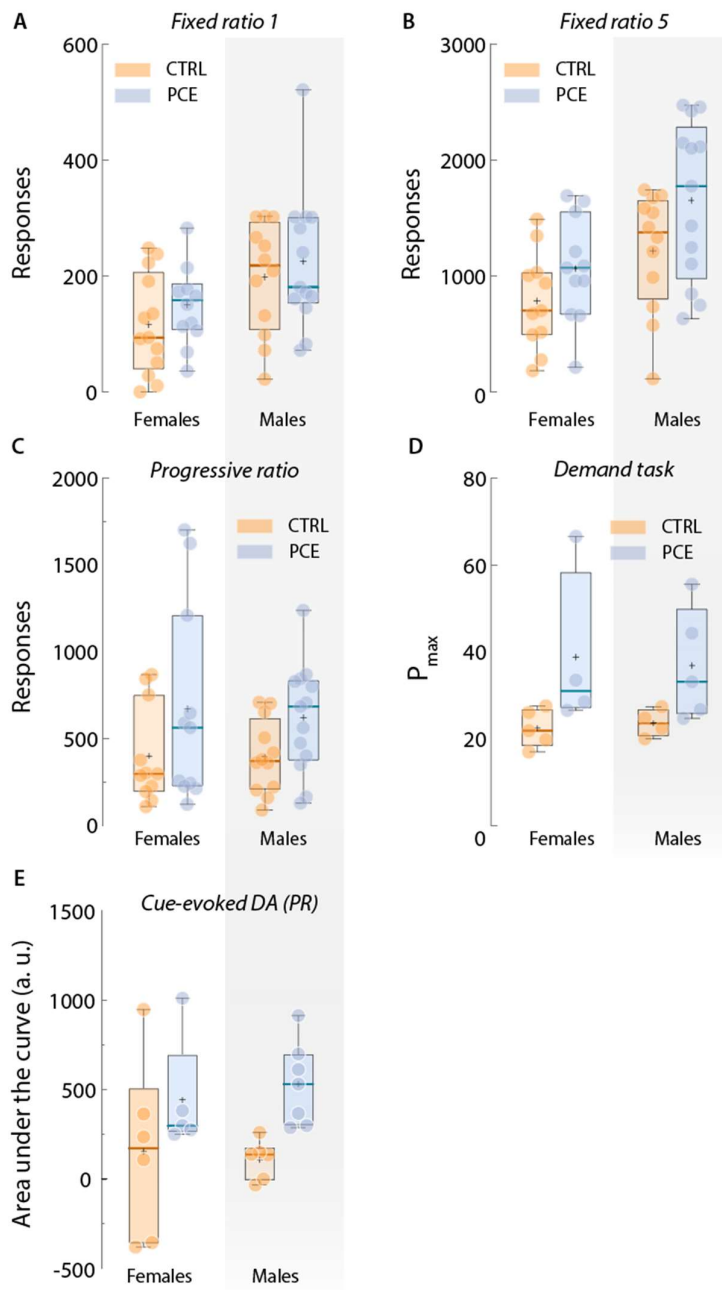 A
Fixed ratio 1
600
400
200
0
Responses
CTRL
PCE
Females
Males
B
Fixed ratio 5
3000
2000
1000
0
Responses
CTRL
PCE
Females
Males
C
Progressive ratio
2000
1500
1000
500
0
Responses
CTRL
PCE
Females
Males
D
Demand task
80
60
40
20
0
Pmax
CTRL
PCE
Females
Males
E
Cue-evoked DA (PR)
1500
1000
500
0
-500
Area under the curve (a. u.)
Females
Males